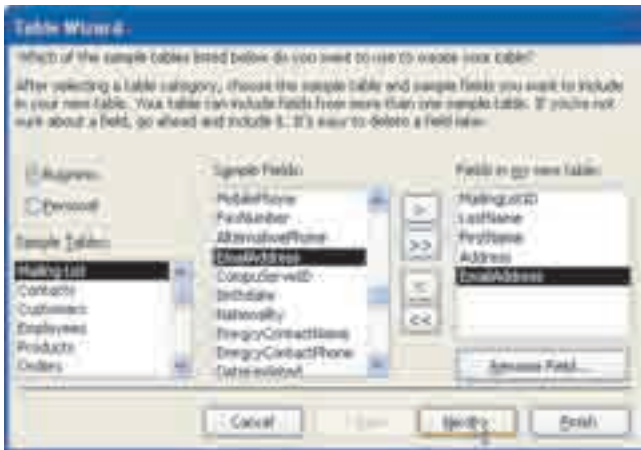 Table Wizard
Which of the sample tables listed below do you want to use to create your table?
After selecting a table category, choose the sample table and sample fields you want to include
in your new table. Your table can include fields from more than one sample table. If you're not
sure about a field, go ahead and include it. It's easy to delete a field later.
Business
Personal
Sample Tables:
Mailing List
Contacts
Customers
Employees
Products
Orders
Sample Fields:
MobilePhone
FaxNumber
AlternativePhone
EmailAddress
CompuServeID
Birthdate
Nationality
EmrgcyContactName
EmrgcyContactPhone
>
>>
<
<<
Fields in my new table:
MailingListID
LastName
FirstName
Address
EmailAddress
Rename Field...
Cancel
Next >
Finish